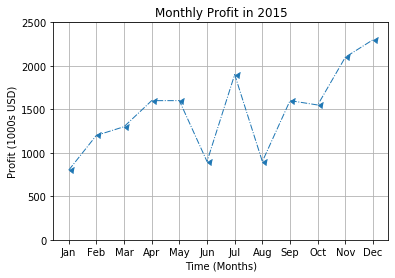 Monthly Profit in 2015
2500
2000
1500
1000
500
0
Profit (1000s USD)
Jan Feb Mar Apr May Jun Jul Aug Sep Oct Nov Dec
Time (Months)